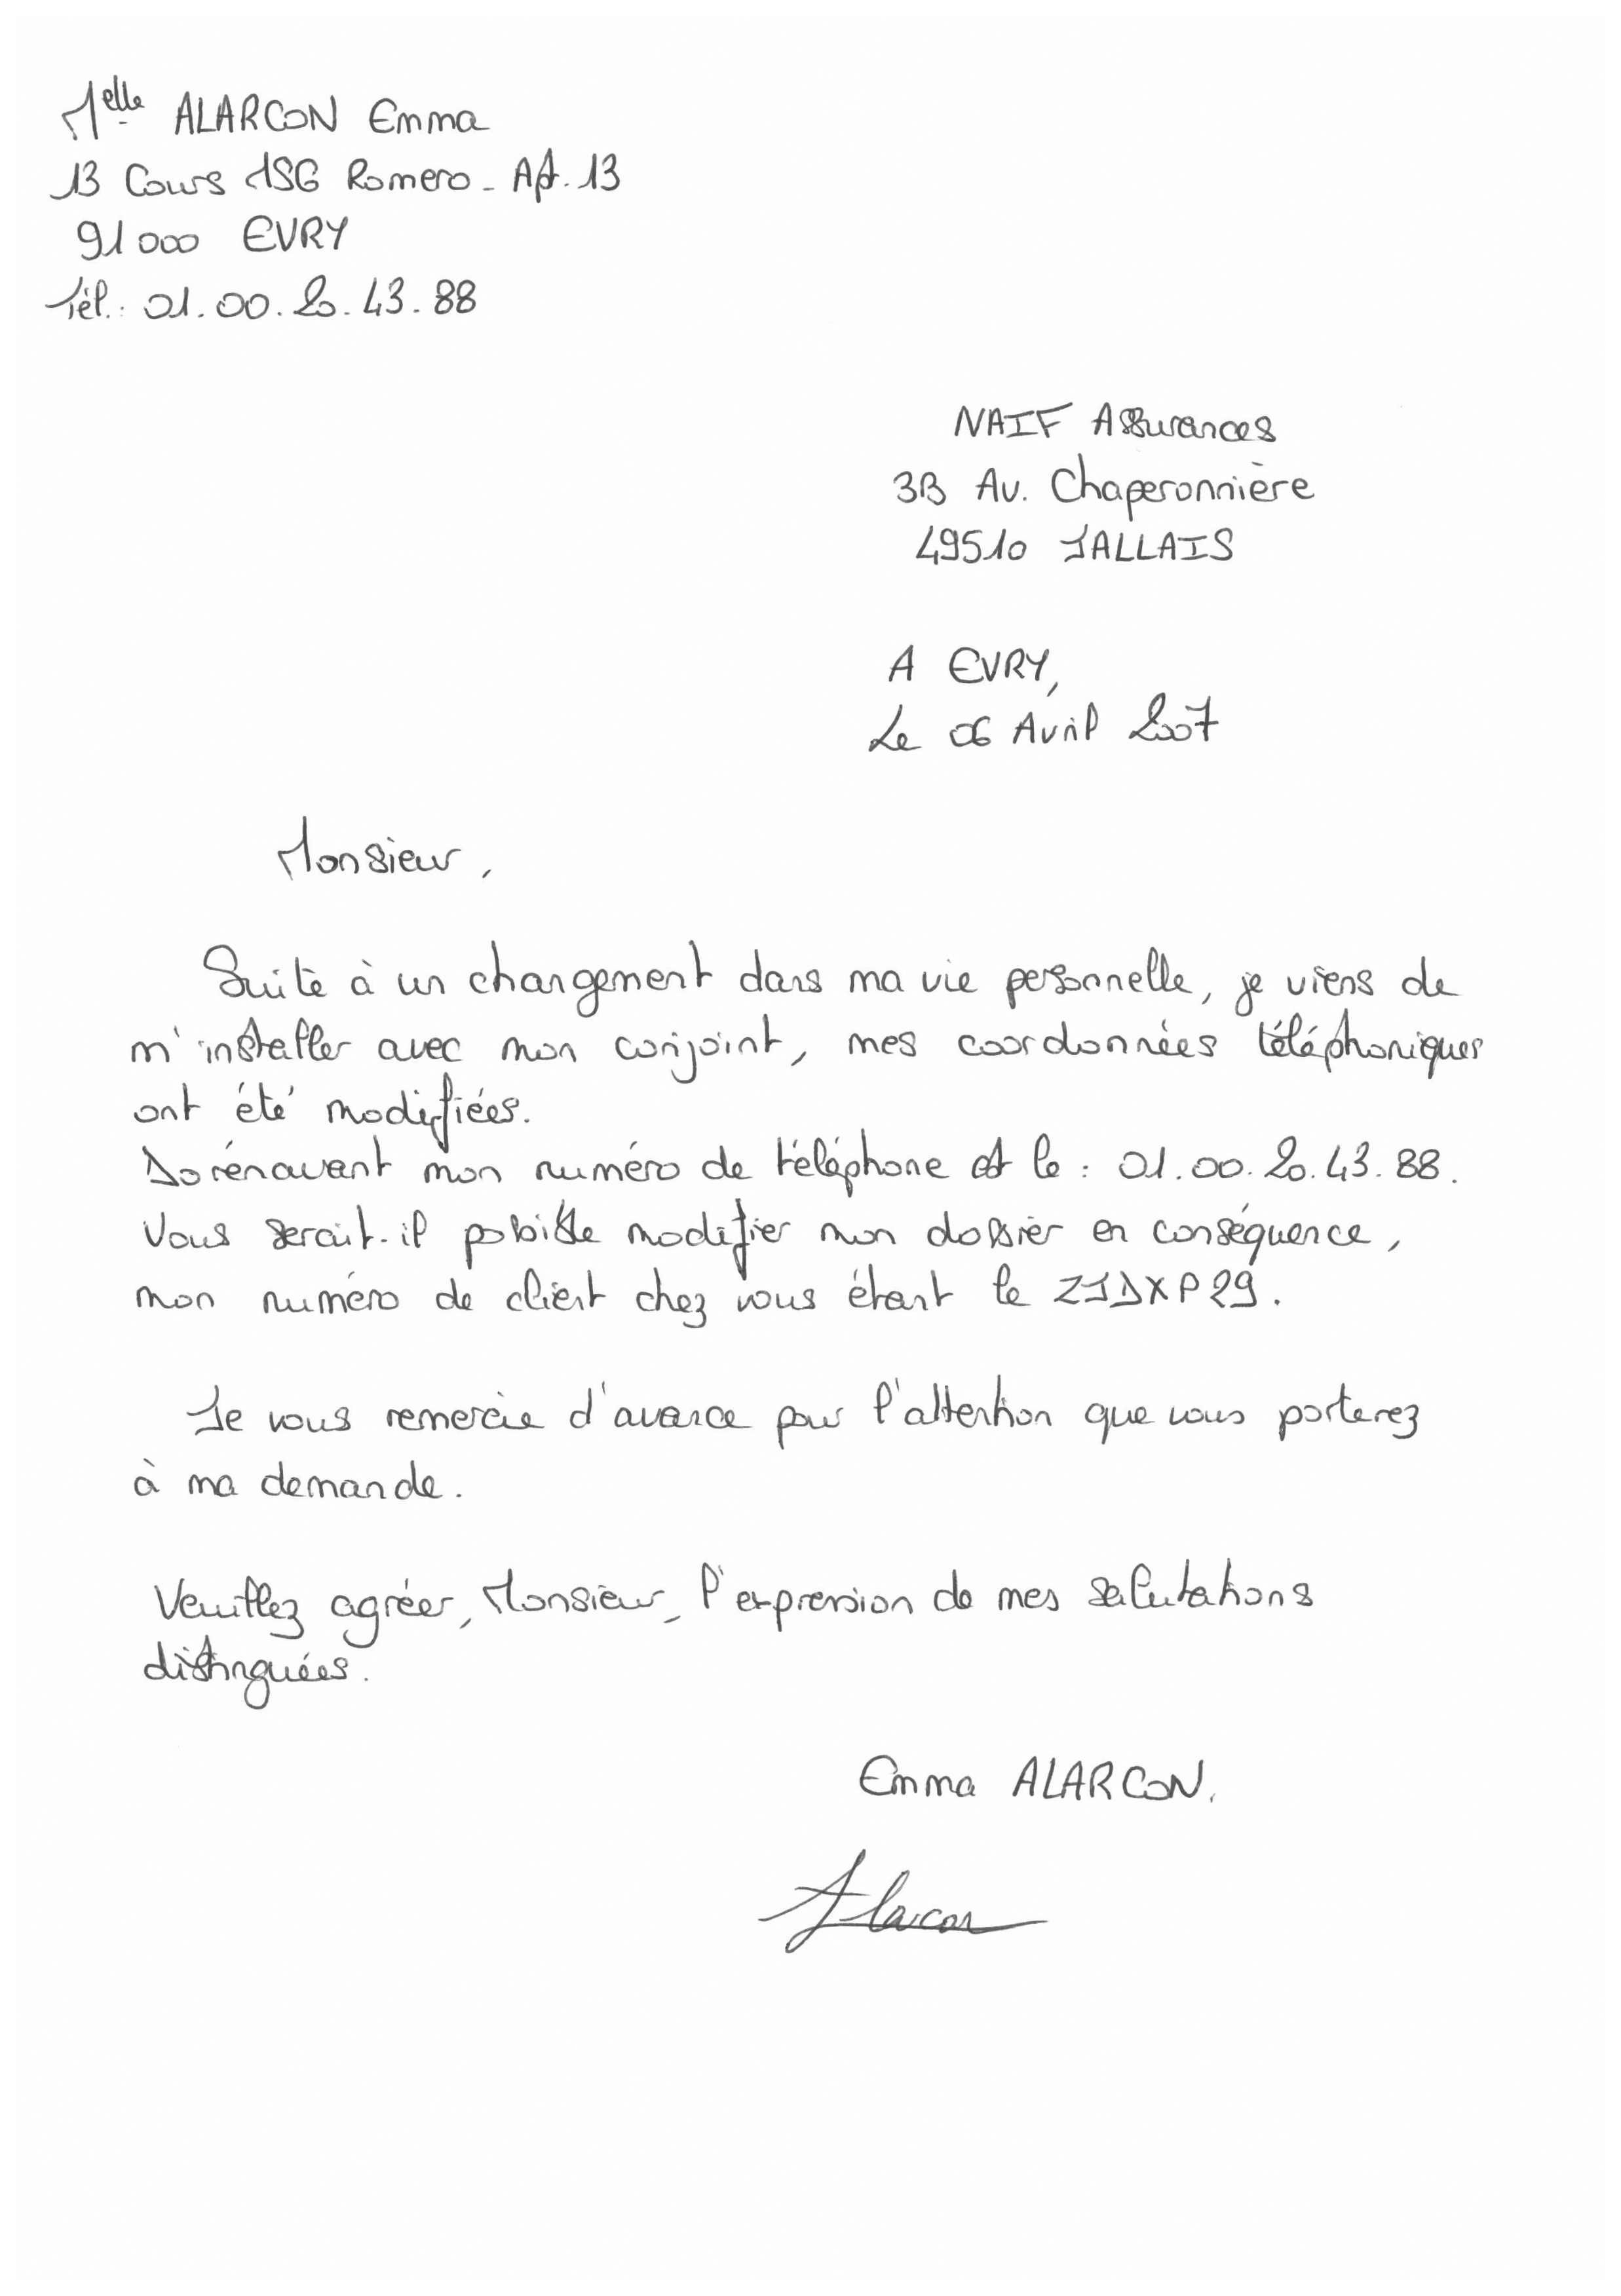 Melle ALARCON Emma
13 Cours MSG Romero - Apt. 13
91000 EVRY
Tél.: 01.00.20.43.88
NAIF Assurances
3B Av. Chaperonnière
49510 JALLAIS
A EVRY,
Le 06 Avril 2007
Monsieur,
Suite à un changement dans ma vie personnelle, je viens de
m'installer avec mon conjoint, mes coordonnées téléphoniques
ont été modifiées.
Dorénavant mon numéro de téléphone est le : 01.00.20.43.88.
Vous serait-il possible modifier mon dossier en conséquence,
mon numéro de client chez vous étant le ZJDXP29.
Je vous remercie d'avance pour l'attention que vous porterez
à ma demande.
Veuillez agréer, Monsieur, l'expression de mes salutations
distinguées.
Emma ALARCON.
Alarcon